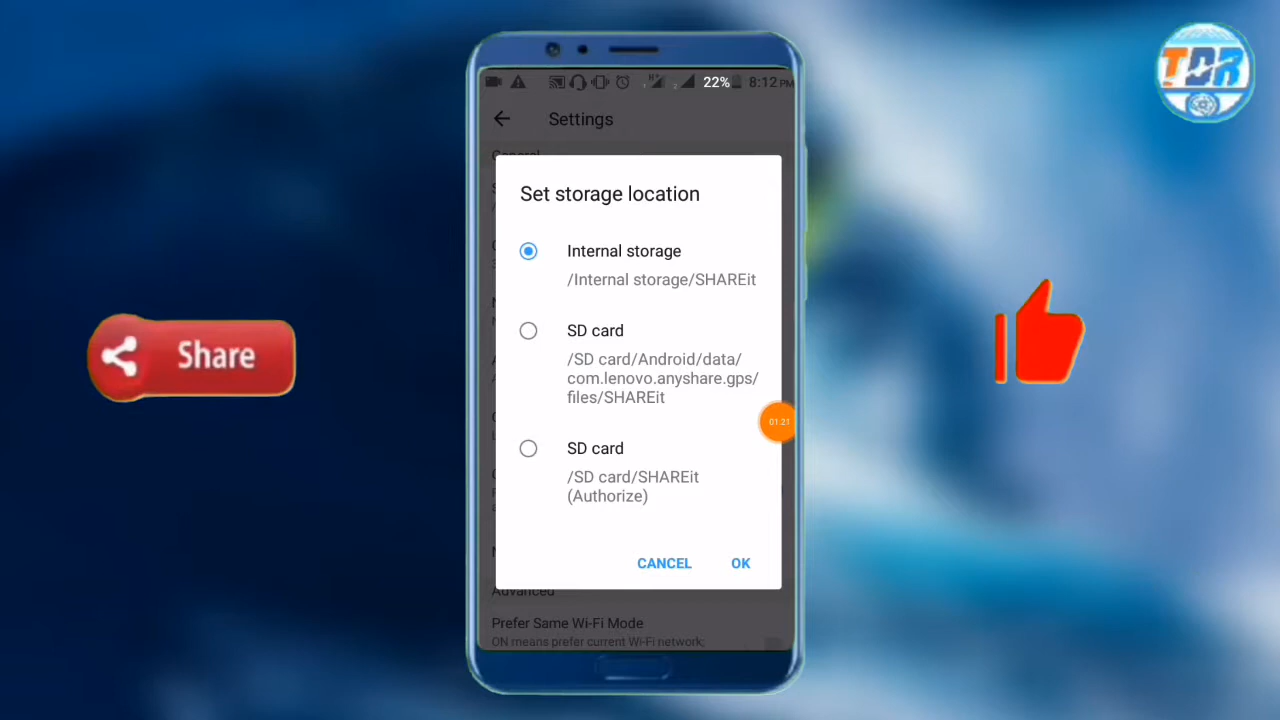 TDR
22% 8:12 PM
Settings
General
Set storage location
Internal storage
/Internal storage/SHAREit
SD card
/SD card/Android/data/
com.lenovo.anyshare.gps/
files/SHAREit
01:21
SD card
/SD card/SHAREit
(Authorize)
CANCEL OK
Advanced
Prefer Same Wi-Fi Mode
ON means prefer current Wi-Fi network;
Share